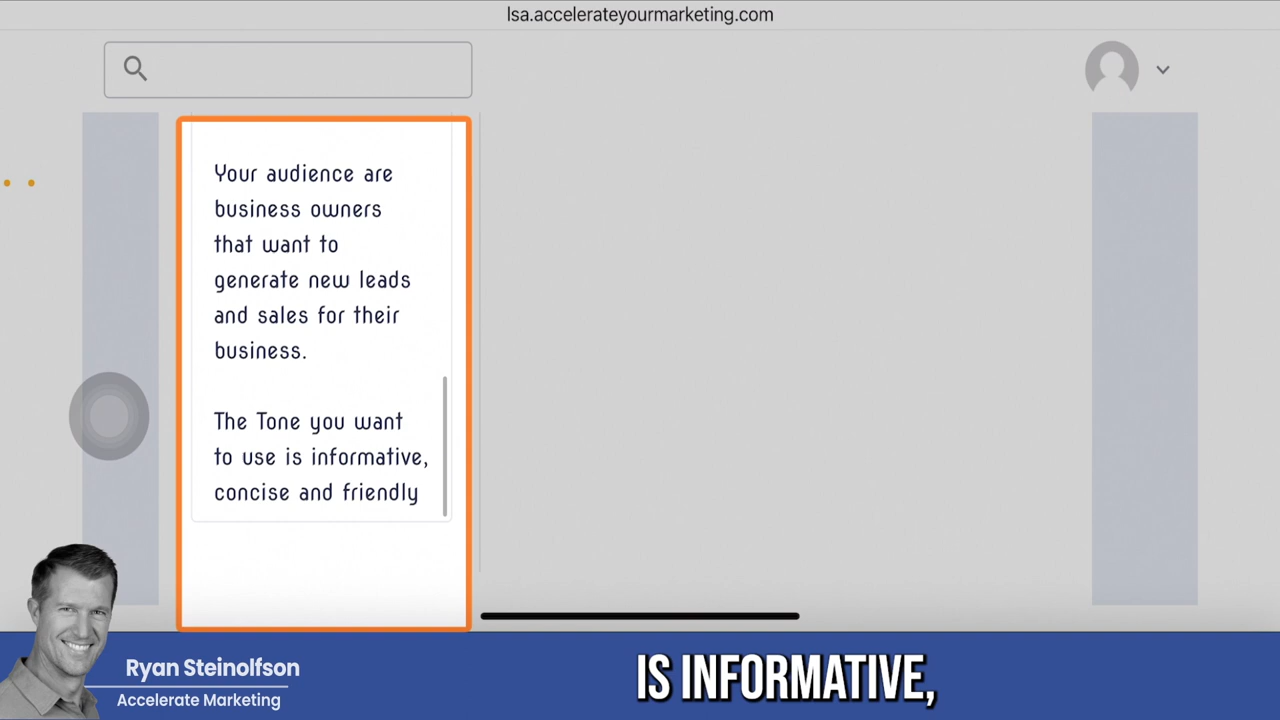 lsa.accelerateyourmarketing.com
Your audience are
business owners
that want to
generate new leads
and sales for their
business.
The Tone you want
to use is informative,
concise and friendly
Ryan Steinolfson
Accelerate Marketing
IS INFORMATIVE,